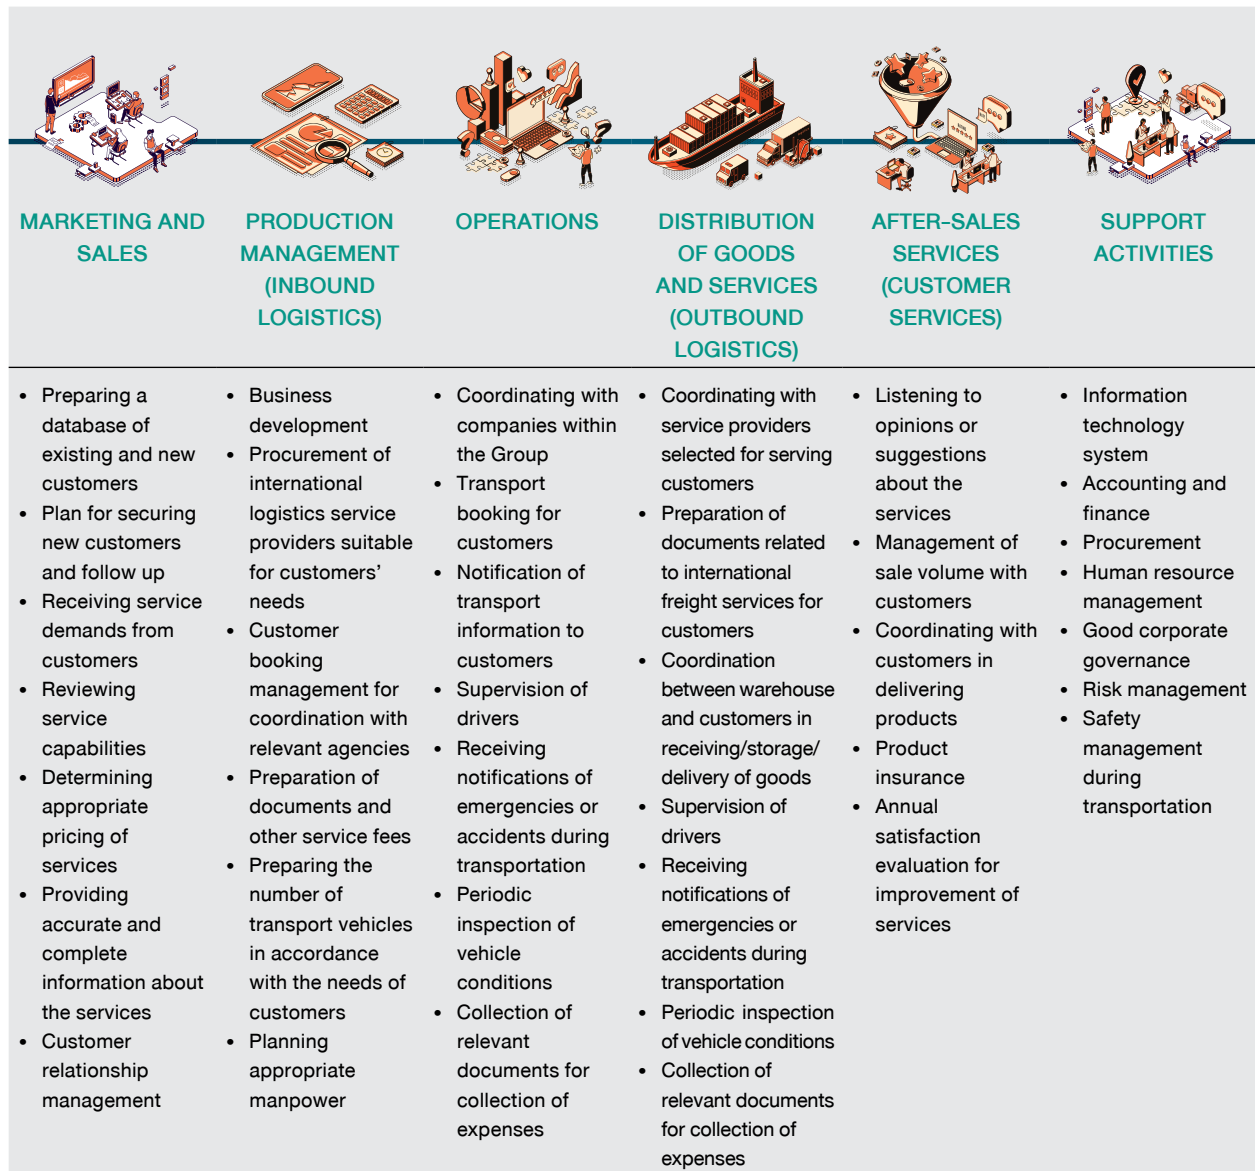 MARKETING AND
SALES
PRODUCTION
MANAGEMENT
(INBOUND
LOGISTICS)
OPERATIONS
DISTRIBUTION
OF GOODS
AND SERVICES
(OUTBOUND
LOGISTICS)
AFTER-SALES
SERVICES
(CUSTOMER
SERVICES)
SUPPORT
ACTIVITIES
• Preparing a
database of
existing and new
customers
• Plan for securing
new customers
and follow up
• Receiving service
demands from
customers
• Reviewing
service
capabilities
• Determining
appropriate
pricing of
services
• Providing
accurate and
complete
information about
the services
• Customer
relationship
management
• Business
development
• Procurement of
international
logistics service
providers suitable
for customers’
needs
• Customer
booking
management for
coordination with
relevant agencies
• Preparation of
documents and
other service fees
• Preparing the
number of
transport vehicles
in accordance
with the needs of
customers
• Planning
appropriate
manpower
• Coordinating with
companies within
the Group
• Transport
booking for
customers
• Notification of
transport
information to
customers
• Supervision of
drivers
• Receiving
notifications of
emergencies or
accidents during
transportation
• Periodic
inspection of
vehicle
conditions
• Collection of
relevant
documents for
collection of
expenses
• Coordinating with
service providers
selected for serving
customers
• Preparation of
documents related
to international
freight services for
customers
• Coordination
between warehouse
and customers in
receiving/storage/
delivery of goods
• Supervision of
drivers
• Receiving
notifications of
emergencies or
accidents during
transportation
• Periodic inspection
of vehicle conditions
• Collection of
relevant documents
for collection of
expenses
• Listening to
opinions or
suggestions
about the
services
• Management of
sale volume with
customers
• Coordinating with
customers in
delivering
products
• Product
insurance
• Annual
satisfaction
evaluation for
improvement of
services
• Information
technology
system
• Accounting and
finance
• Procurement
• Human resource
management
• Good corporate
governance
• Risk management
• Safety
management
during
transportation